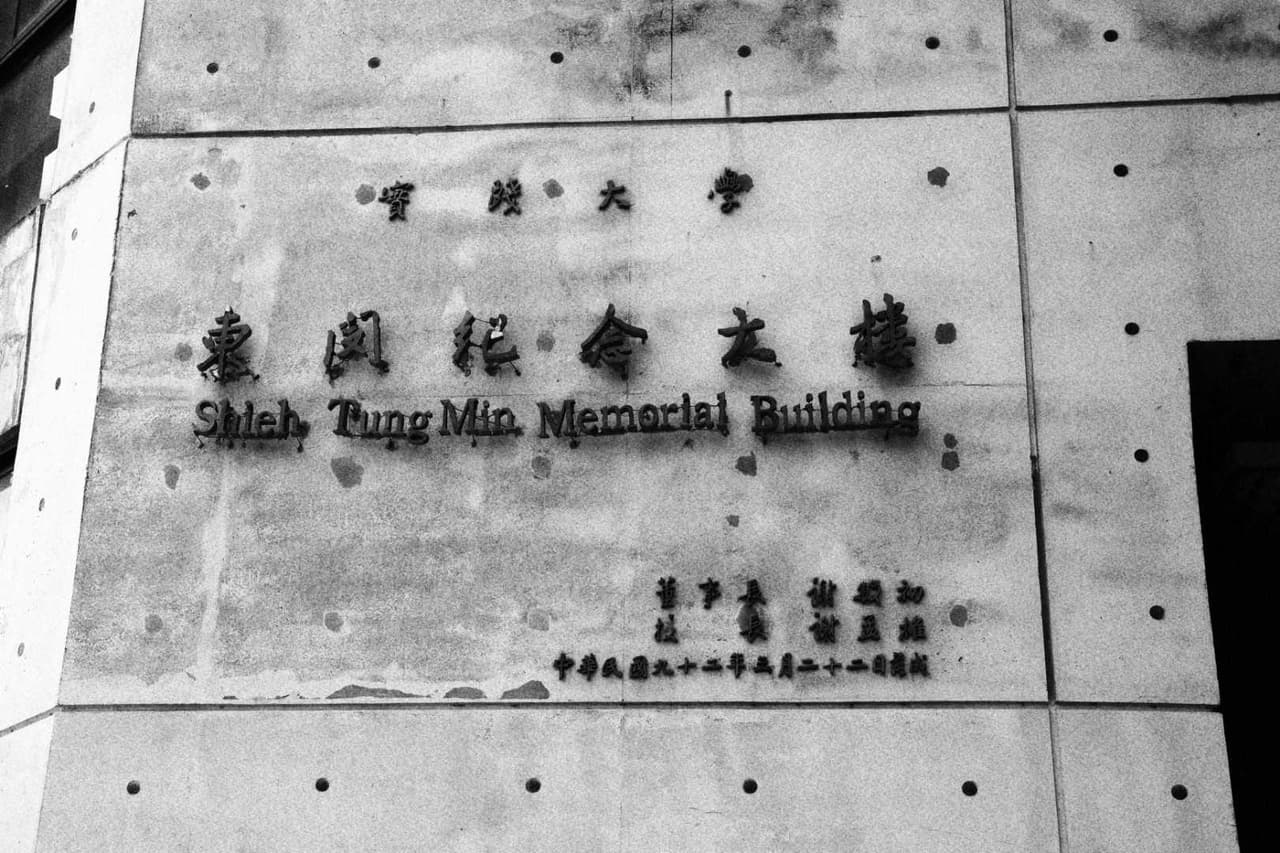 實踐大學
東閔紀念大樓
Shieh Tung Min Memorial Building
董事長 謝毅初
校長 謝孟雄
中華民國九十二年三月二十二日落成